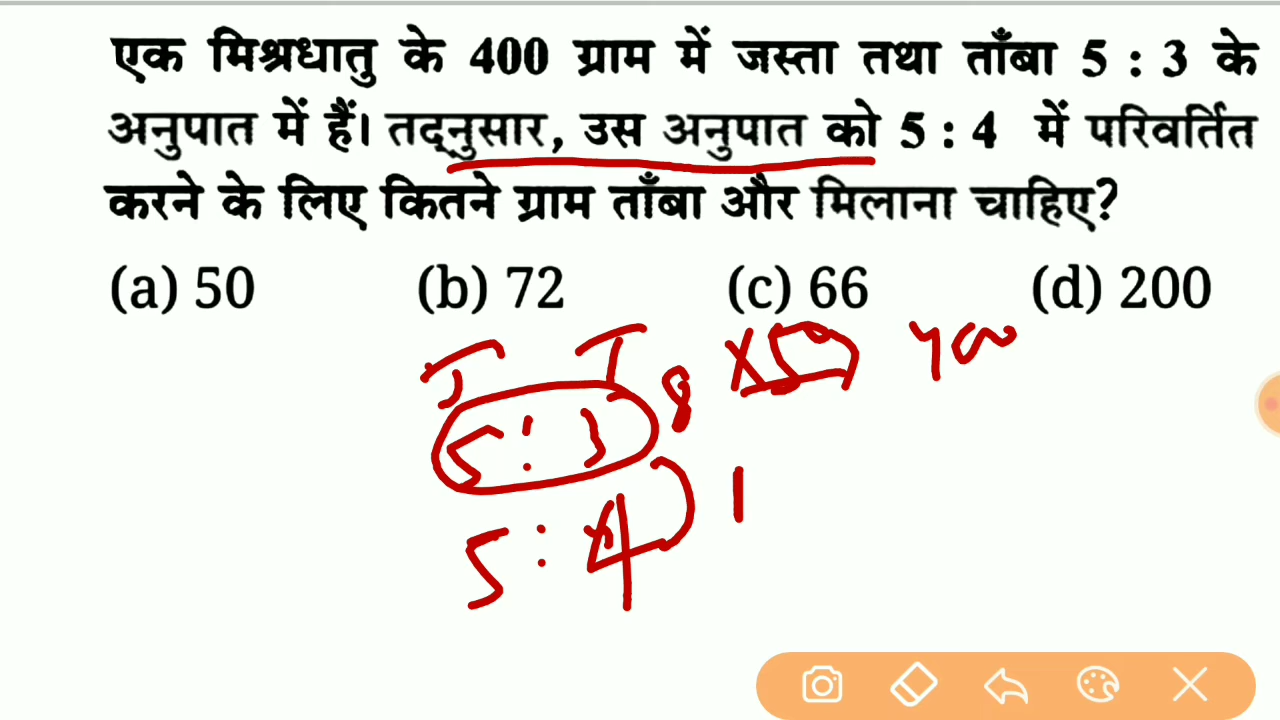 एक मिश्रधातु के 400 ग्राम में जस्ता तथा ताँबा 5 : 3 के
अनुपात में हैं। तद्नुसार, उस अनुपात को 5 : 4 में परिवर्तित
करने के लिए कितने ग्राम ताँबा और मिलाना चाहिए?
(a) 50 (b) 72 (c) 66 (d) 200
5 : 3 8 ×50 400
5 : 4 1